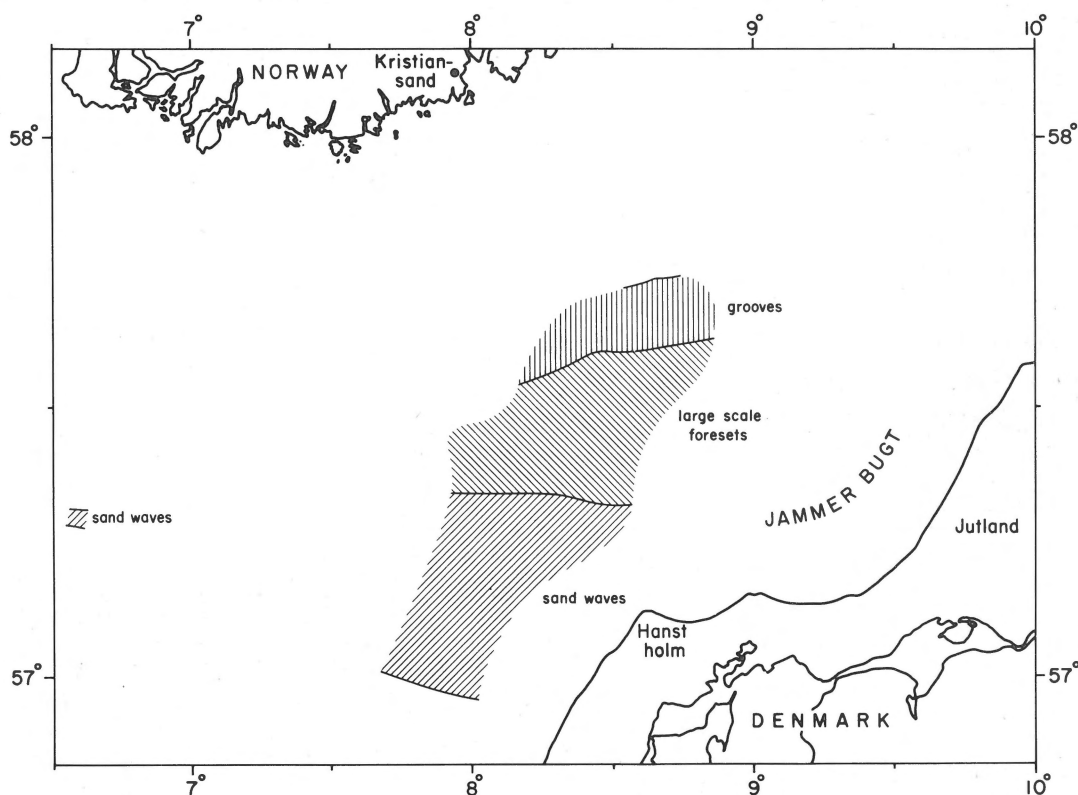 7°
8°
9°
10°
NORWAY
Kristian-
sand
58°
58°
grooves
large scale
foresets
JAMMER BUGT
sand waves
Jutland
sand waves
Hanst
holm
57°
57°
DENMARK
7°
8°
9°
10°